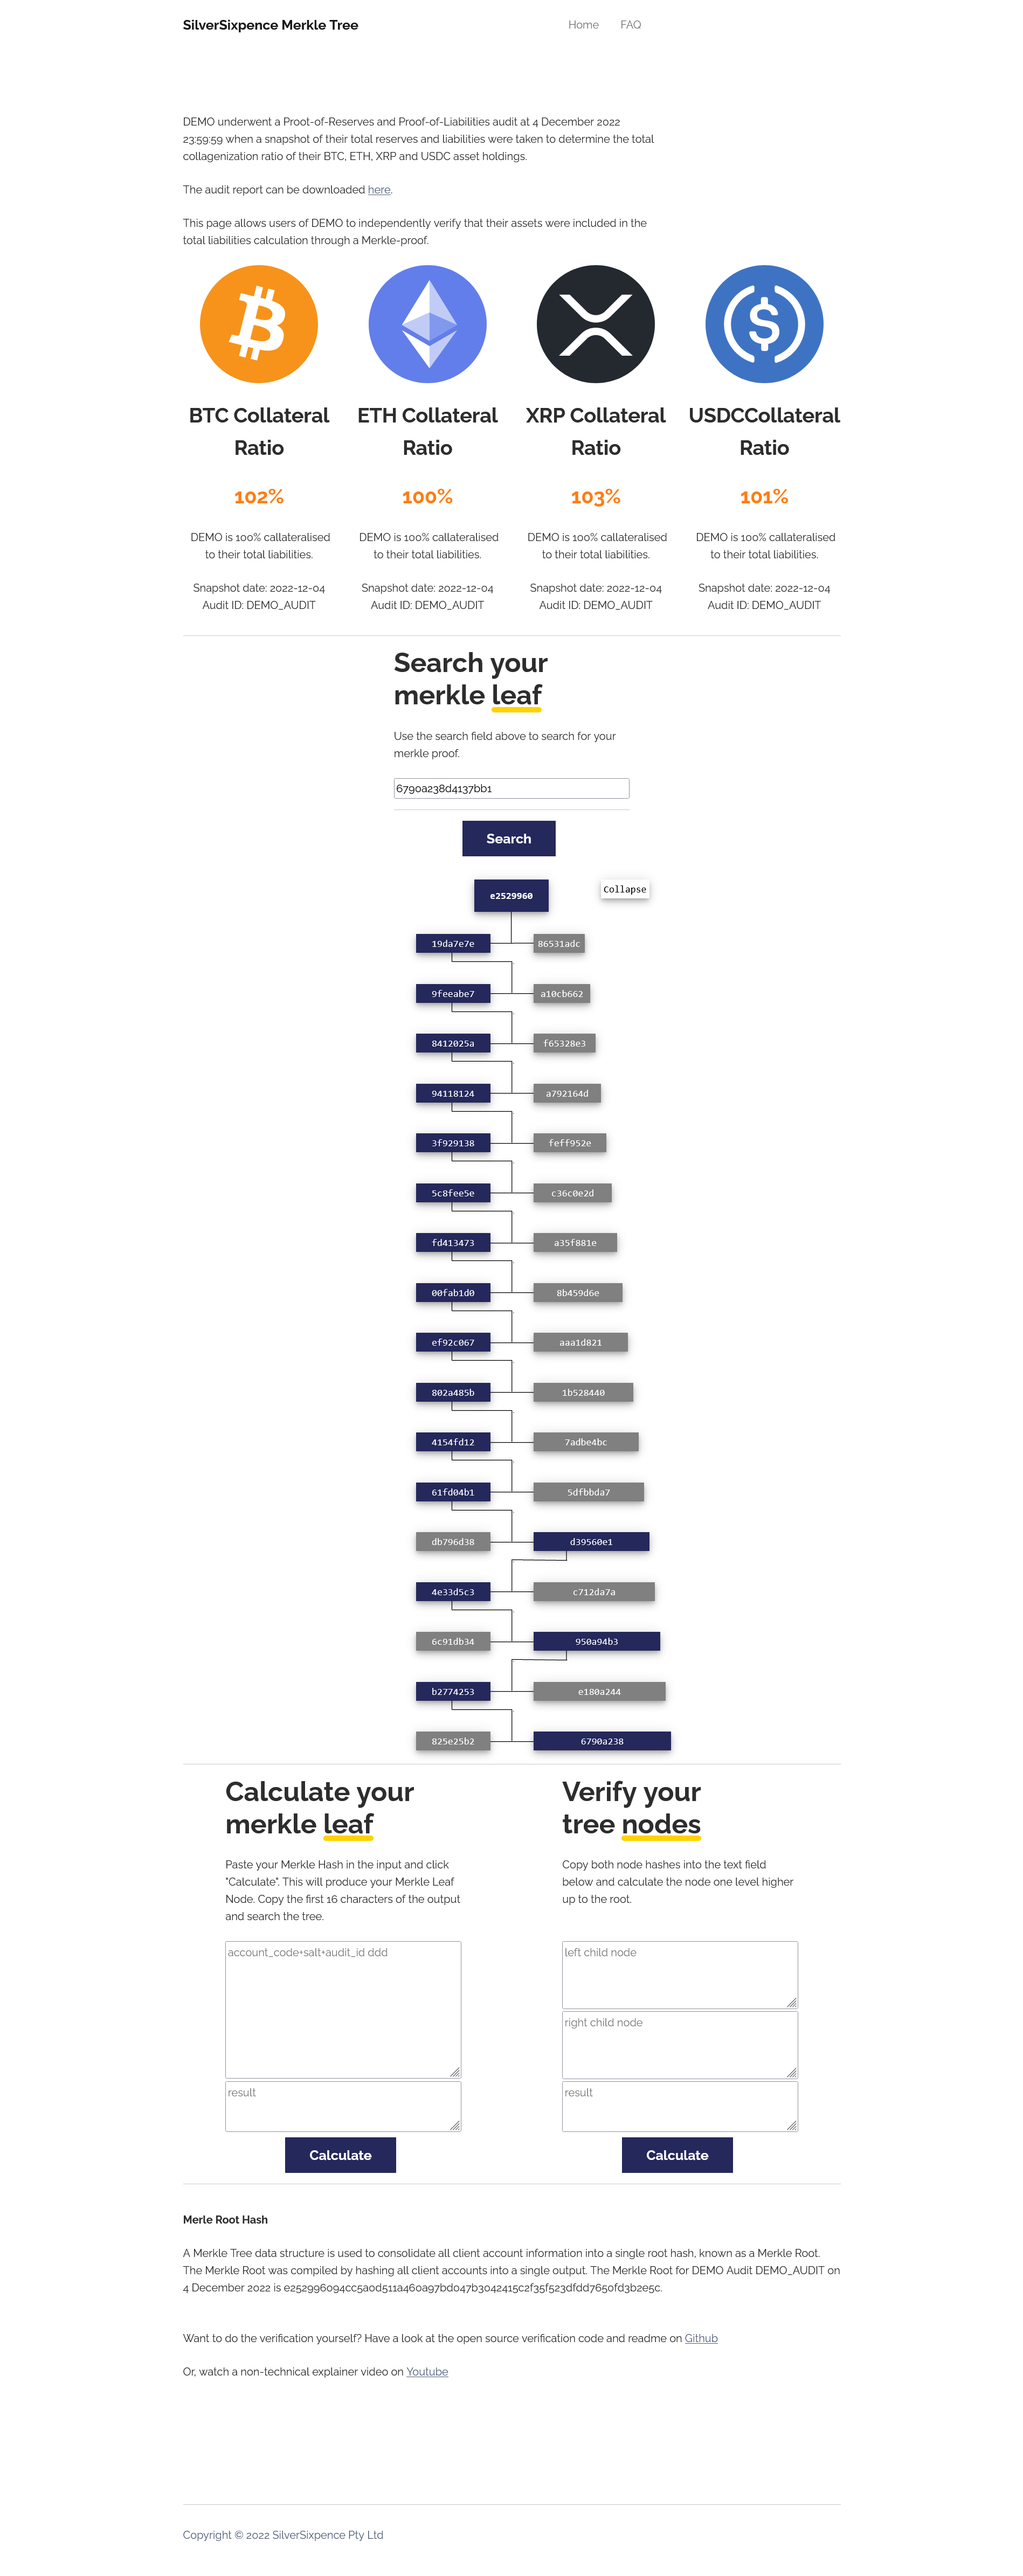 SilverSixpence Merkle Tree
Home
FAQ
DEMO underwent a Proot-of-Reserves and Proof-of-Liabilities audit at 4 December 2022
23:59:59 when a snapshot of their total reserves and liabilities were taken to determine the total
collagenization ratio of their BTC, ETH, XRP and USDC asset holdings.
The audit report can be downloaded here.
This page allows users of DEMO to independently verify that their assets were included in the
total liabilities calculation through a Merkle-proof.
BTC Collateral
Ratio
102%
DEMO is 100% callateralised
to their total liabilities.
Snapshot date: 2022-12-04
Audit ID: DEMO_AUDIT
ETH Collateral
Ratio
100%
DEMO is 100% callateralised
to their total liabilities.
Snapshot date: 2022-12-04
Audit ID: DEMO_AUDIT
XRP Collateral
Ratio
103%
DEMO is 100% callateralised
to their total liabilities.
Snapshot date: 2022-12-04
Audit ID: DEMO_AUDIT
USDCCollateral
Ratio
101%
DEMO is 100% callateralised
to their total liabilities.
Snapshot date: 2022-12-04
Audit ID: DEMO_AUDIT
Search your
merkle leaf
Use the search field above to search for your
merkle proof.
6790a238d4137bb1
Search
e2529960
Collapse
19da7e7e
86531adc
9feeabe7
a10cb662
8412025a
f65328e3
94118124
a792164d
3f929138
feff952e
5c8fee5e
c36c0e2d
fd413473
a35f881e
00fab1d0
8b459d6e
ef92c067
aaa1d821
802a485b
1b528440
4154fd12
7adbe4bc
61fd04b1
5dfbbda7
db796d38
d39560e1
4e33d5c3
c712da7a
6c91db34
950a94b3
b2774253
e180a244
825e25b2
6790a238
Calculate your
merkle leaf
Paste your Merkle Hash in the input and click
"Calculate". This will produce your Merkle Leaf
Node. Copy the first 16 characters of the output
and search the tree.
account_code+salt+audit_id ddd
result
Calculate
Verify your
tree nodes
Copy both node hashes into the text field
below and calculate the node one level higher
up to the root.
left child node
right child node
result
Calculate
Merle Root Hash
A Merkle Tree data structure is used to consolidate all client account information into a single root hash, known as a Merkle Root.
The Merkle Root was compiled by hashing all client accounts into a single output. The Merkle Root for DEMO Audit DEMO_AUDIT on
4 December 2022 is e252996094cc5a0d511a460a97bd047b3042415c2f35f523dfdd7650fd3b2e5c.
Want to do the verification yourself? Have a look at the open source verification code and readme on Github
Or, watch a non-technical explainer video on Youtube
Copyright © 2022 SilverSixpence Pty Ltd